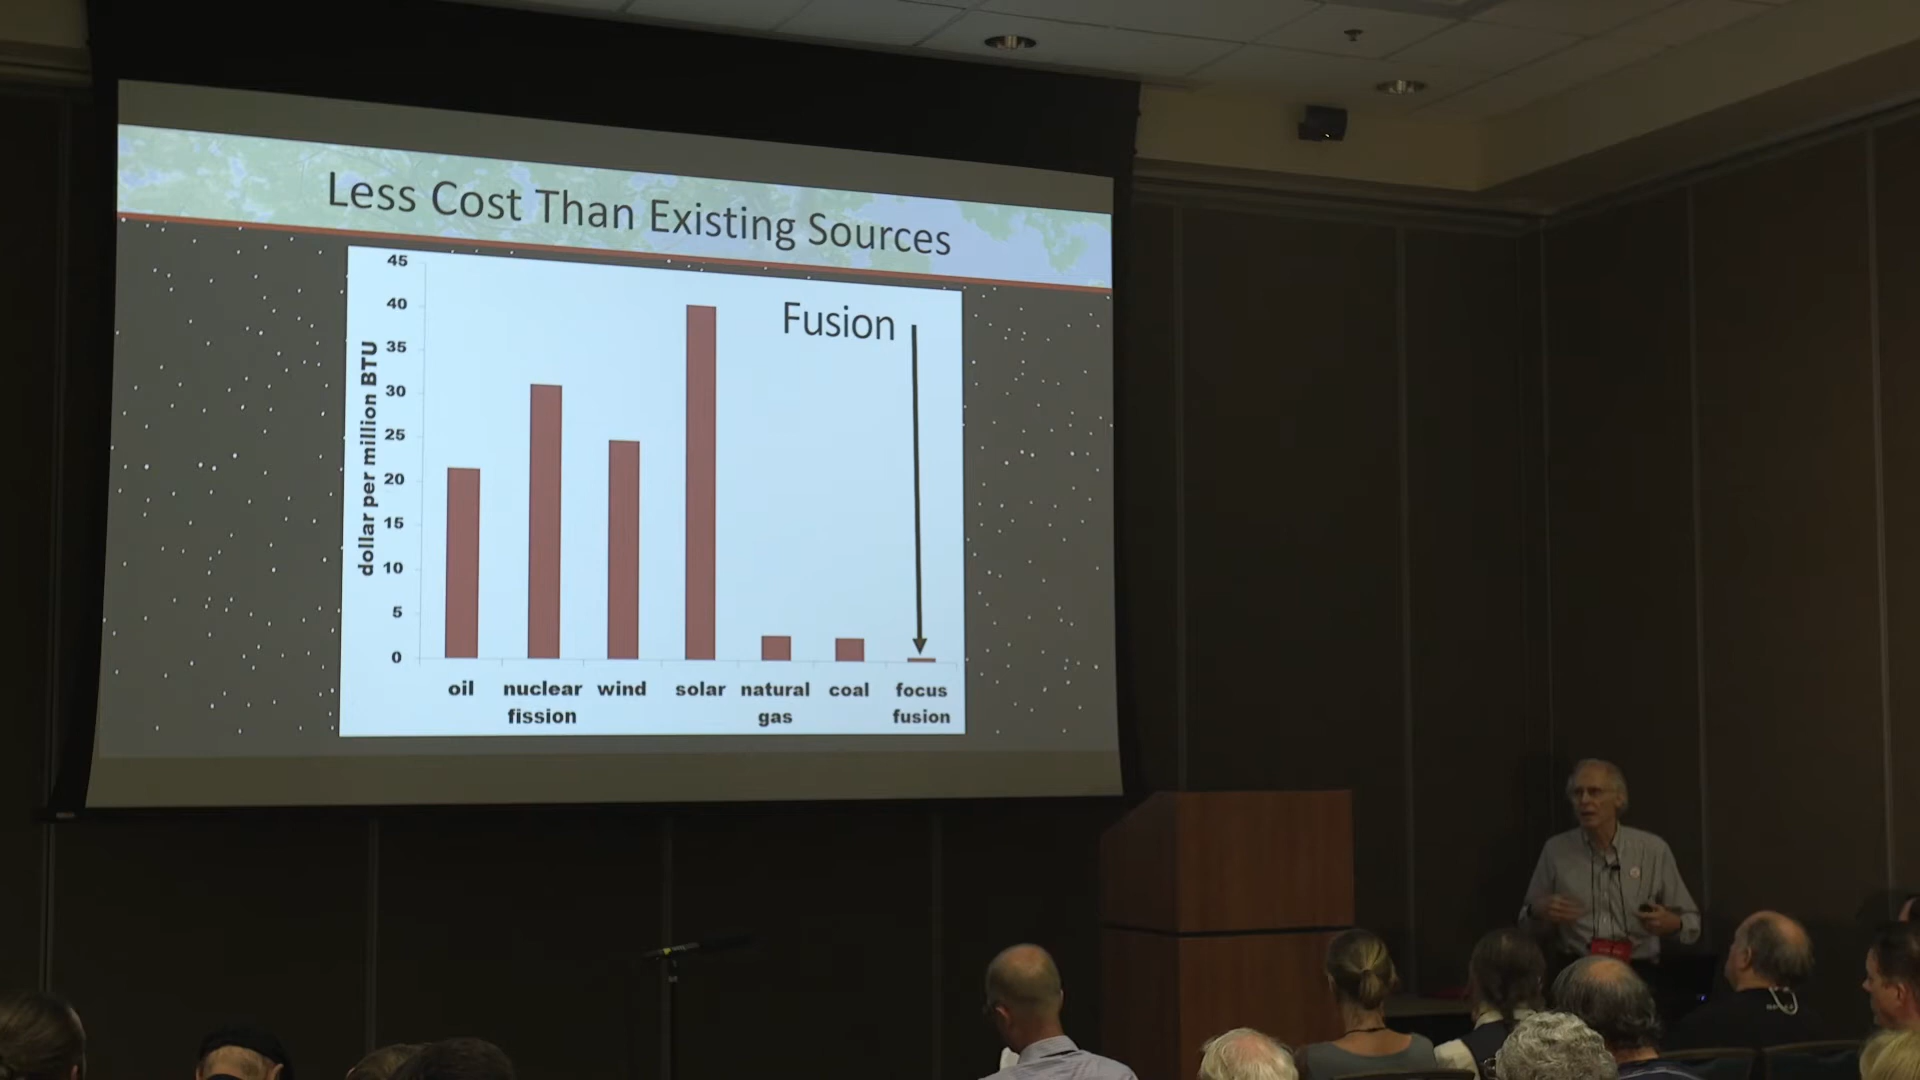 Less Cost Than Existing Sources
Fusion
dollar per million BTU
45
40
35
30
25
20
15
10
5
0
oil
nuclear fission
wind
solar
natural gas
coal
focus fusion